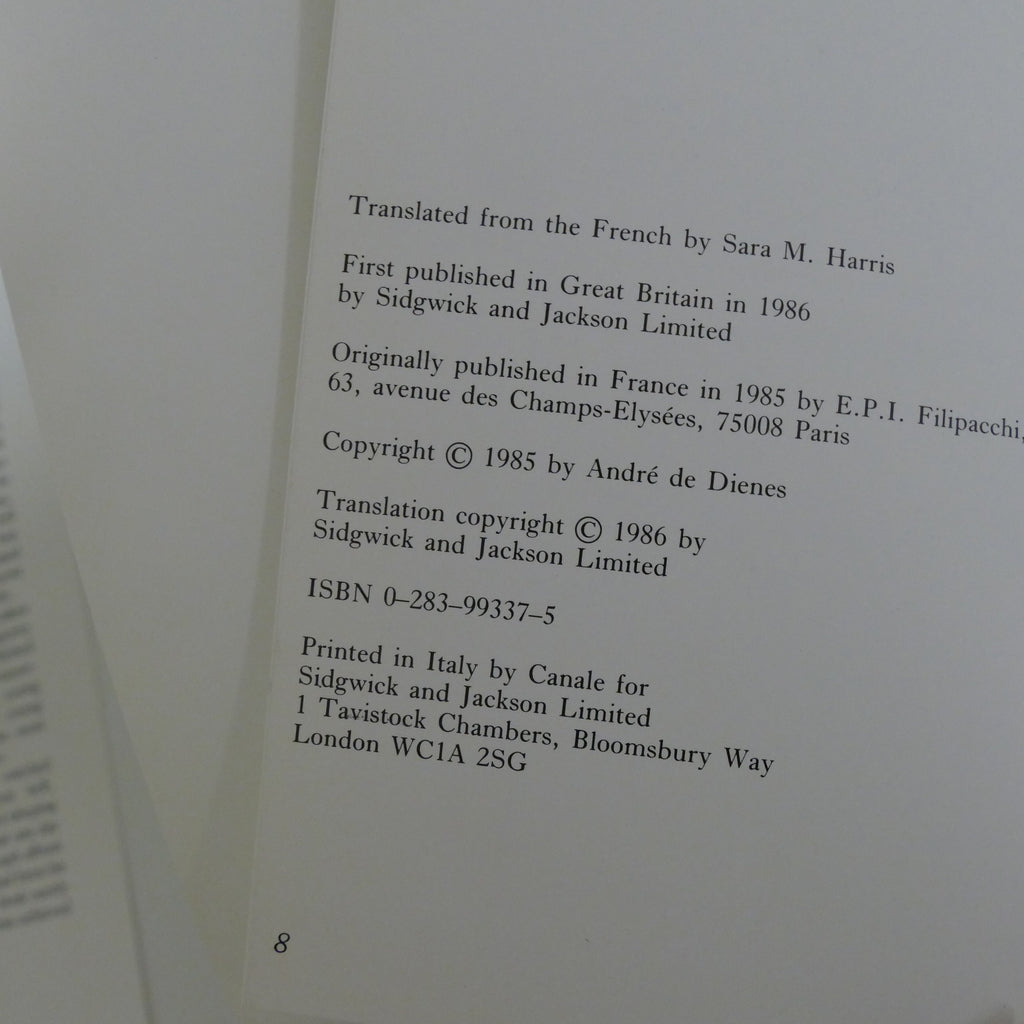 Translated from the French by Sara M. Harris
First published in Great Britain in 1986
by Sidgwick and Jackson Limited
Originally published in France in 1985 by E.P.I. Filipacchi,
63, avenue des Champs-Elysées, 75008 Paris
Copyright © 1985 by André de Dienes
Translation copyright © 1986 by
Sidgwick and Jackson Limited
ISBN 0–283–99337–5
Printed in Italy by Canale for
Sidgwick and Jackson Limited
1 Tavistock Chambers, Bloomsbury Way
London WC1A 2SG
8